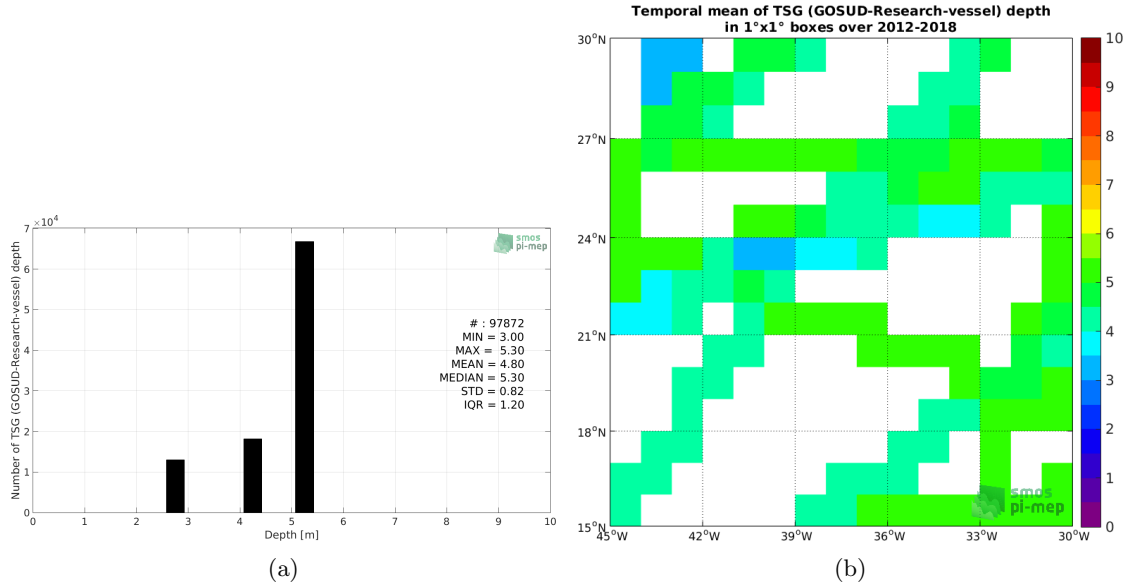 ×10^4
7
6
5
4
3
2
1
0
Number of TSG (GOSUD-Research-vessel) depth
smos
pi-mep
# : 97872
MIN = 3.00
MAX = 5.30
MEAN = 4.80
MEDIAN = 5.30
STD = 0.82
IQR = 1.20
0 1 2 3 4 5 6 7 8 9 10
Depth [m]
(a)
Temporal mean of TSG (GOSUD-Research-vessel) depth
in 1°x1° boxes over 2012-2018
30°N
27°N
24°N
21°N
18°N
15°N
45°W 42°W 39°W 36°W 33°W 30°W
smos
pi-mep
10
9
8
7
6
5
4
3
2
1
0
(b)